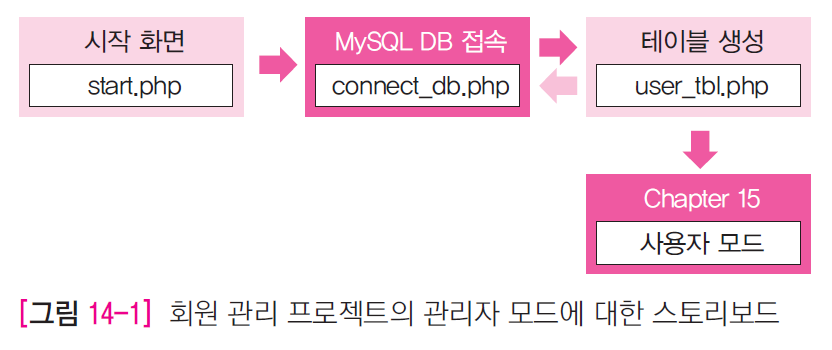 시작 화면
start.php
MySQL DB 접속
connect_db.php
테이블 생성
user_tbl.php
Chapter 15
사용자 모드
[그림 14-1] 회원 관리 프로젝트의 관리자 모드에 대한 스토리보드